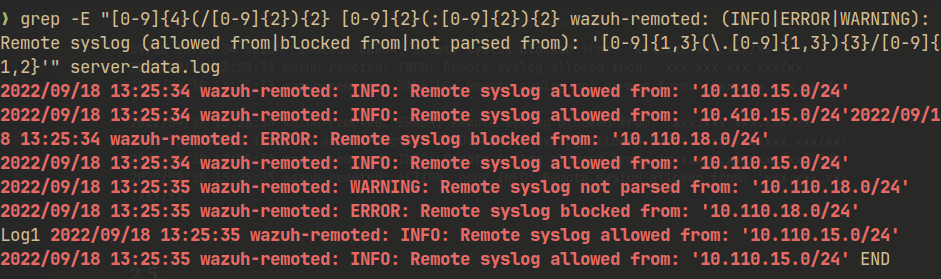 ❯ grep -E "[0-9]{4}(/[0-9]{2}){2} [0-9]{2}(:[0-9]{2}){2} wazuh-remoted: (INFO|ERROR|WARNING):
Remote syslog (allowed from|blocked from|not parsed from): '[0-9]{1,3}(\.[0-9]{1,3}){3}/[0-9]{
1,2}'" server-data.log
2022/09/18 13:25:34 wazuh-remoted: INFO: Remote syslog allowed from: '10.110.15.0/24'
2022/09/18 13:25:34 wazuh-remoted: INFO: Remote syslog allowed from: '10.410.15.0/24'2022/09/1
8 13:25:34 wazuh-remoted: ERROR: Remote syslog blocked from: '10.110.18.0/24'
2022/09/18 13:25:34 wazuh-remoted: INFO: Remote syslog allowed from: '10.110.15.0/24'
2022/09/18 13:25:35 wazuh-remoted: WARNING: Remote syslog not parsed from: '10.110.18.0/24'
2022/09/18 13:25:35 wazuh-remoted: ERROR: Remote syslog blocked from: '10.110.18.0/24'
Log1 2022/09/18 13:25:35 wazuh-remoted: INFO: Remote syslog allowed from: '10.110.15.0/24'
2022/09/18 13:25:35 wazuh-remoted: INFO: Remote syslog allowed from: '10.110.15.0/24' END